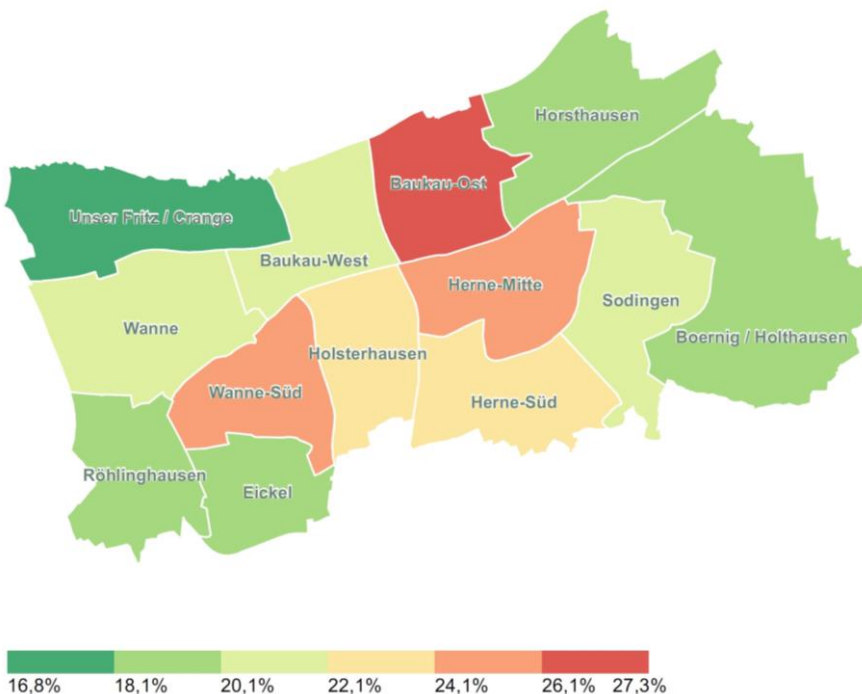 Horsthausen
Baukau-Ost
Unser Fritz / Crange
Baukau-West
Herne-Mitte
Sodingen
Wanne
Boernig / Holthausen
Holsterhausen
Wanne-Süd
Herne-Süd
Röhlinghausen
Eickel
16,8% 18,1% 20,1% 22,1% 24,1% 26,1% 27,3%